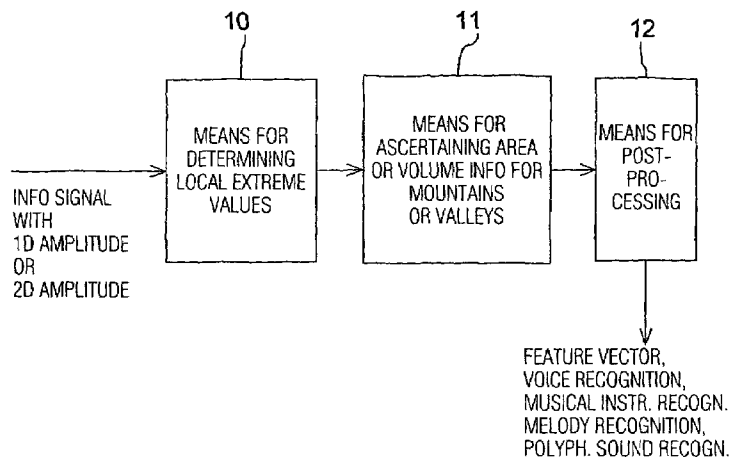 10
11
12
MEANS FOR
DETERMINING
LOCAL EXTREME
VALUES
MEANS FOR
ASCERTAINING AREA
OR VOLUME INFO FOR
MOUNTAINS
OR VALLEYS
MEANS FOR
POST-
PRO-
CESSING
INFO SIGNAL
WITH
1D AMPLITUDE
OR
2D AMPLITUDE
FEATURE VECTOR,
VOICE RECOGNITION,
MUSICAL INSTR. RECOGN.
MELODY RECOGNITION,
POLYPH. SOUND RECOGN.